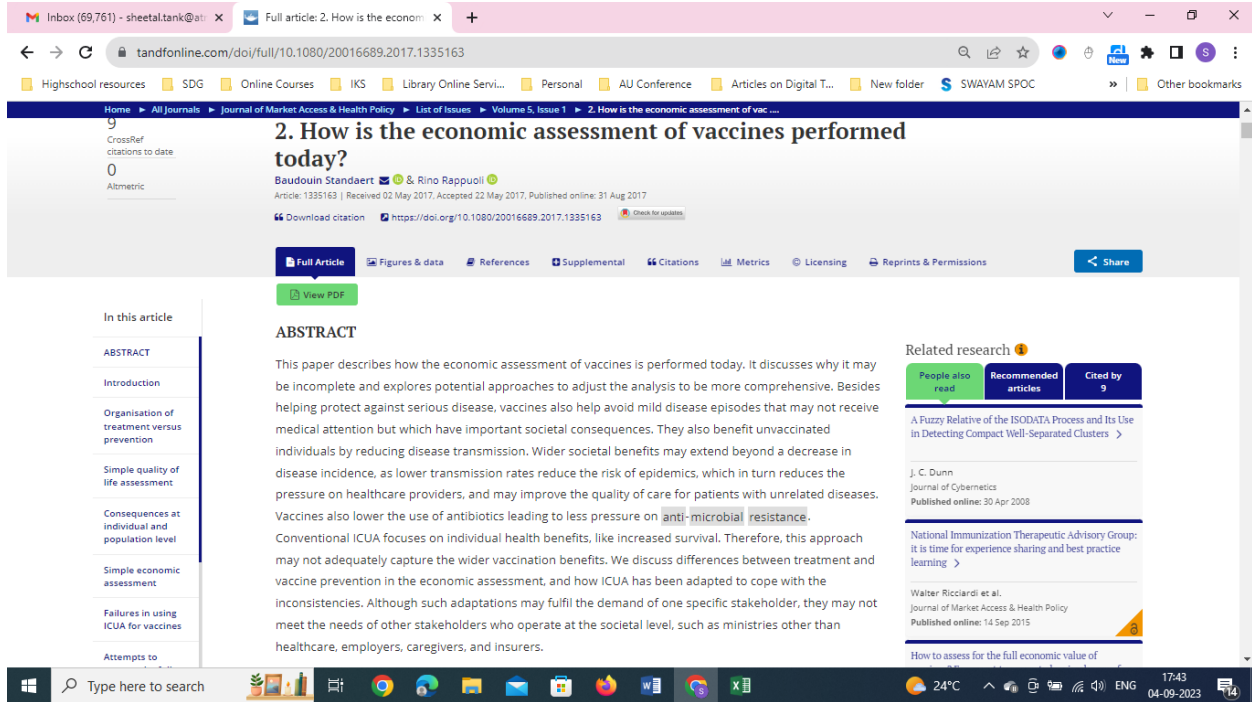 Inbox (69,761) - sheetal.tank@at
Full article: 2. How is the econom
tandfonline.com/doi/full/10.1080/20016689.2017.1335163
New
S
Highschool resources SDG Online Courses IKS Library Online Servi... Personal AU Conference Articles on Digital T... New folder SWAYAM SPOC » Other bookmarks
Home ► All Journals ► Journal of Market Access & Health Policy ► List of Issues ► Volume 5, Issue 1 ► 2. How is the economic assessment of vac ....
9
CrossRef
citations to date
0
Altmetric
2. How is the economic assessment of vaccines performed
today?
Baudouin Standaert & Rino Rappuoli
Article: 1335163 | Received 02 May 2017, Accepted 22 May 2017, Published online: 31 Aug 2017
Download citation https://doi.org/10.1080/20016689.2017.1335163 Check for updates
Full Article Figures & data References Supplemental Citations Metrics Licensing Reprints & Permissions Share
View PDF
In this article
ABSTRACT
Introduction
Organisation of
treatment versus
prevention
Simple quality of
life assessment
Consequences at
individual and
population level
Simple economic
assessment
Failures in using
ICUA for vaccines
Attempts to
ABSTRACT
This paper describes how the economic assessment of vaccines is performed today. It discusses why it may
be incomplete and explores potential approaches to adjust the analysis to be more comprehensive. Besides
helping protect against serious disease, vaccines also help avoid mild disease episodes that may not receive
medical attention but which have important societal consequences. They also benefit unvaccinated
individuals by reducing disease transmission. Wider societal benefits may extend beyond a decrease in
disease incidence, as lower transmission rates reduce the risk of epidemics, which in turn reduces the
pressure on healthcare providers, and may improve the quality of care for patients with unrelated diseases.
Vaccines also lower the use of antibiotics leading to less pressure on anti-microbial resistance.
Conventional ICUA focuses on individual health benefits, like increased survival. Therefore, this approach
may not adequately capture the wider vaccination benefits. We discuss differences between treatment and
vaccine prevention in the economic assessment, and how ICUA has been adapted to cope with the
inconsistencies. Although such adaptations may fulfil the demand of one specific stakeholder, they may not
meet the needs of other stakeholders who operate at the societal level, such as ministries other than
healthcare, employers, caregivers, and insurers.
Related research
People also
read
Recommended
articles
Cited by
9
A Fuzzy Relative of the ISODATA Process and Its Use
in Detecting Compact Well-Separated Clusters
J. C. Dunn
Journal of Cybernetics
Published online: 30 Apr 2008
National Immunization Therapeutic Advisory Group:
it is time for experience sharing and best practice
learning
Walter Ricciardi et al.
Journal of Market Access & Health Policy
Published online: 14 Sep 2015
How to assess for the full economic value of
Type here to search
24°C
ENG
17:43
04-09-2023
14